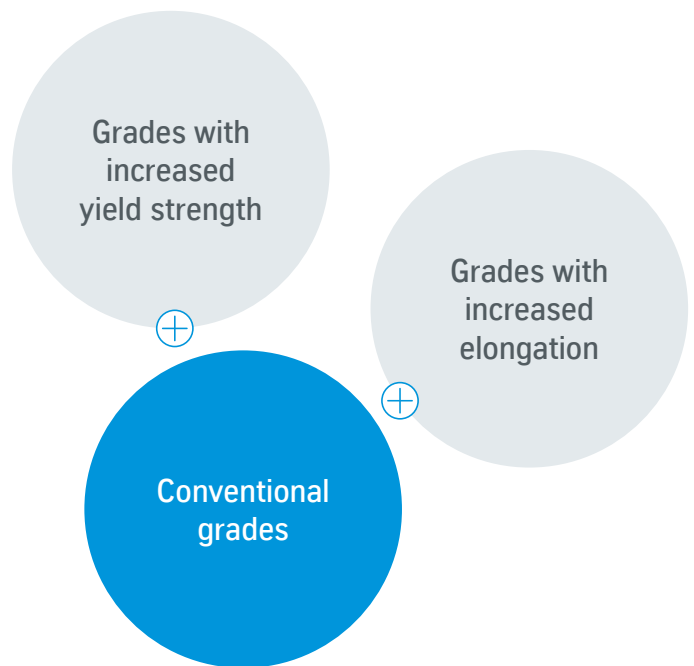 Grades with
increased
yield strength
Grades with
increased
elongation
Conventional
grades